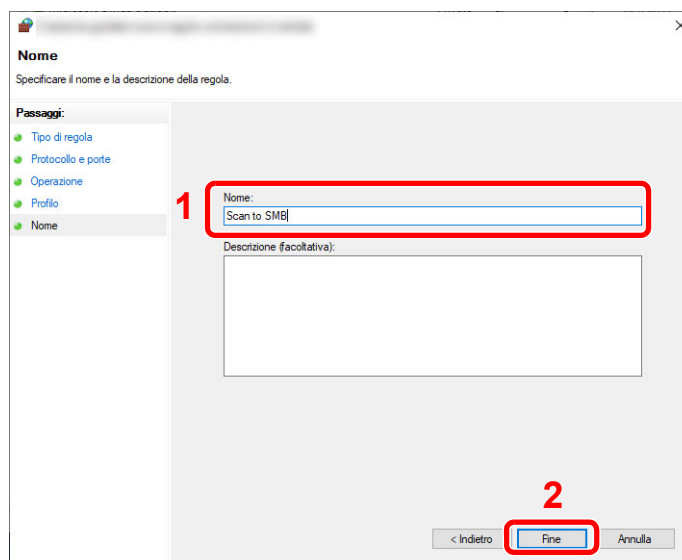 Nome
Specificare il nome e la descrizione della regola.
Passaggi:
Tipo di regola
Protocollo e porte
Operazione
Profilo
Nome
1
Nome:
Scan to SMB
Descrizione (facoltativa):
2
< Indietro
Fine
Annulla